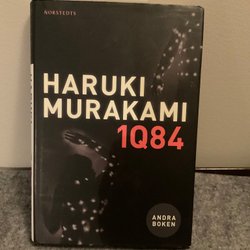 NORSTEDTS
HARUKI
MURAKAMI
1Q84
ANDRA
BOKEN